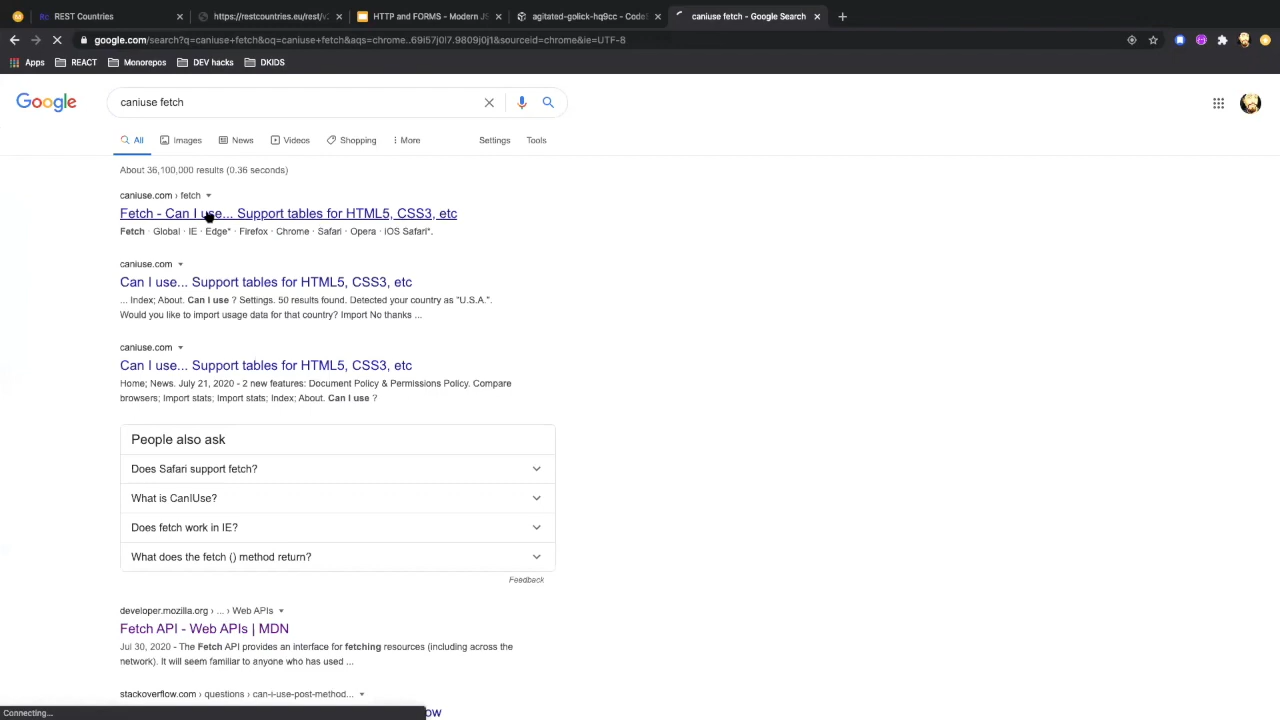 REST Countries
https://restcountries.eu/rest/v2
HTTP and FORMS - Modern JS
agitated-golick-hq9cc - CodeS
caniuse fetch - Google Search
google.com/search?q=caniuse+fetch&oq=caniuse+fetch&aqs=chrome..69i57j0l7.9809j0j1&sourceid=chrome&ie=UTF-8
Apps
REACT
Monorepos
DEV hacks
DKIDS
Google
caniuse fetch
All
Images
News
Videos
Shopping
More
Settings
Tools
About 36,100,000 results (0.36 seconds)
caniuse.com › fetch
Fetch - Can I use... Support tables for HTML5, CSS3, etc
Fetch · Global · IE · Edge* · Firefox · Chrome · Safari · Opera · iOS Safari*.
caniuse.com
Can I use... Support tables for HTML5, CSS3, etc
... Index; About. Can I use ? Settings. 50 results found. Detected your country as "U.S.A.".
Would you like to import usage data for that country? Import No thanks ...
caniuse.com
Can I use... Support tables for HTML5, CSS3, etc
Home; News. July 21, 2020 - 2 new features: Document Policy & Permissions Policy. Compare
browsers; Import stats; Import stats; Index; About. Can I use ?
People also ask
Does Safari support fetch?
What is CanIUse?
Does fetch work in IE?
What does the fetch () method return?
Feedback
developer.mozilla.org › ... › Web APIs
Fetch API - Web APIs | MDN
Jul 30, 2020 - The Fetch API provides an interface for fetching resources (including across the
network). It will seem familiar to anyone who has used ...
stackoverflow.com › questions › can-i-use-post-method...
Connecting...
ow